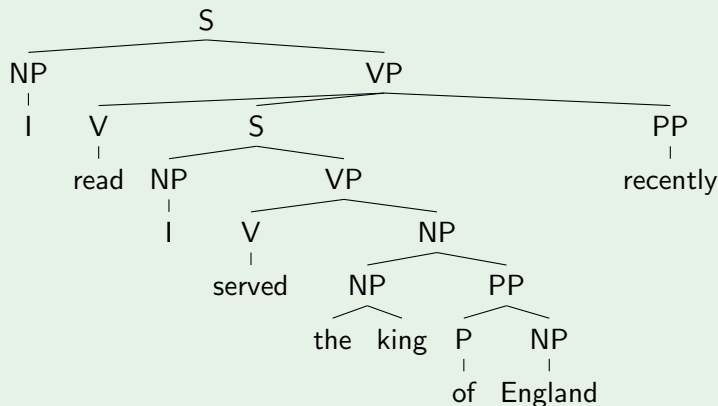 S
NP VP
I V S PP
read NP VP recently
I V NP
served NP PP
the king P NP
of England